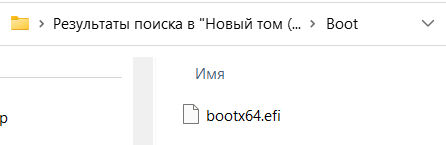 Результаты поиска в "Новый том (... > Boot
Имя
bootx64.efi
р